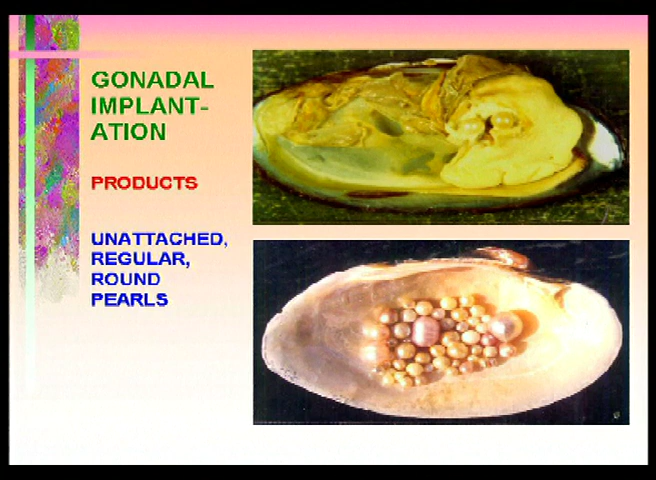 GONADAL
IMPLANT-
ATION
PRODUCTS
UNATTACHED,
REGULAR,
ROUND
PEARLS